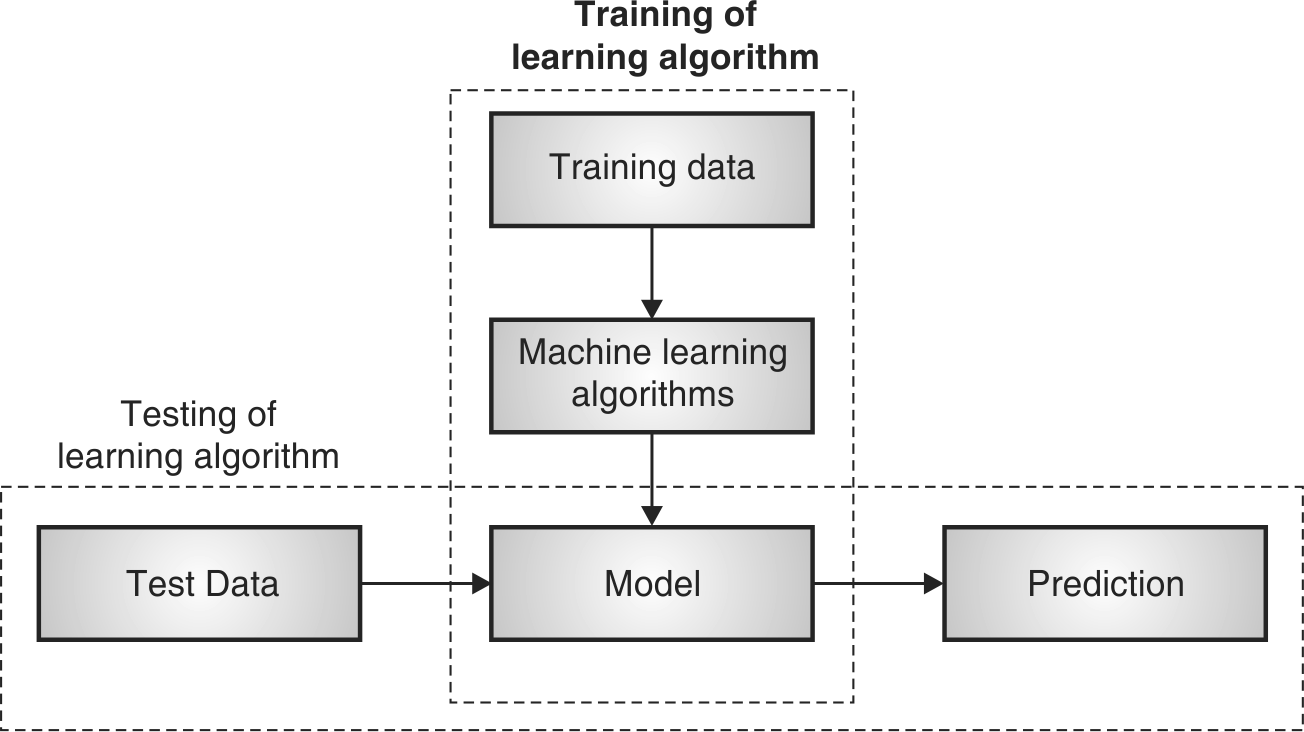 Training of
learning algorithm
Training data
Machine learning
algorithms
Testing of
learning algorithm
Test Data
Model
Prediction